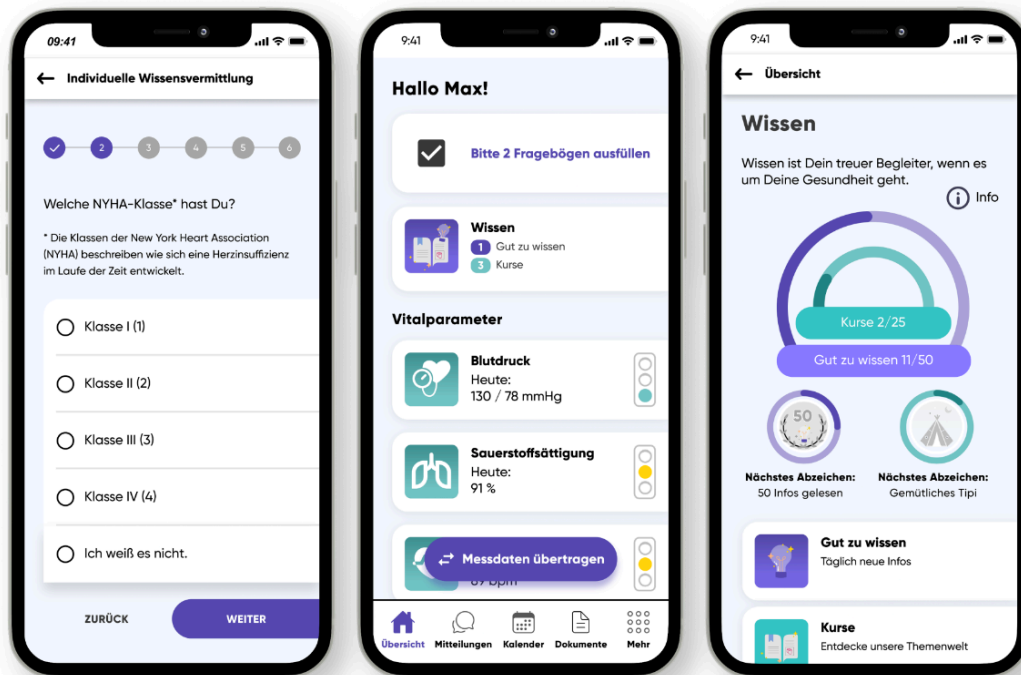 09:41
Individuelle Wissensvermittlung
2 3 4 5 6
Welche NYHA-Klasse* hast Du?
* Die Klassen der New York Heart Association
(NYHA) beschreiben wie sich eine Herzinsuffizienz
im Laufe der Zeit entwickelt.
Klasse I (1)
Klasse II (2)
Klasse III (3)
Klasse IV (4)
Ich weiß es nicht.
ZURÜCK
WEITER
9:41
Hallo Max!
Bitte 2 Fragebögen ausfüllen
Wissen
1 Gut zu wissen
3 Kurse
Vitalparameter
Blutdruck
Heute:
130 / 78 mmHg
Sauerstoffsättigung
Heute:
91 %
Messdaten übertragen
Übersicht
Mitteilungen
Kalender
Dokumente
Mehr
9:41
Übersicht
Wissen
Wissen ist Dein treuer Begleiter, wenn es
um Deine Gesundheit geht.
Info
Kurse 2/25
Gut zu wissen 11/50
50
Nächstes Abzeichen:
50 Infos gelesen
Nächstes Abzeichen:
Gemütliches Tipi
Gut zu wissen
Täglich neue Infos
Kurse
Entdecke unsere Themenwelt